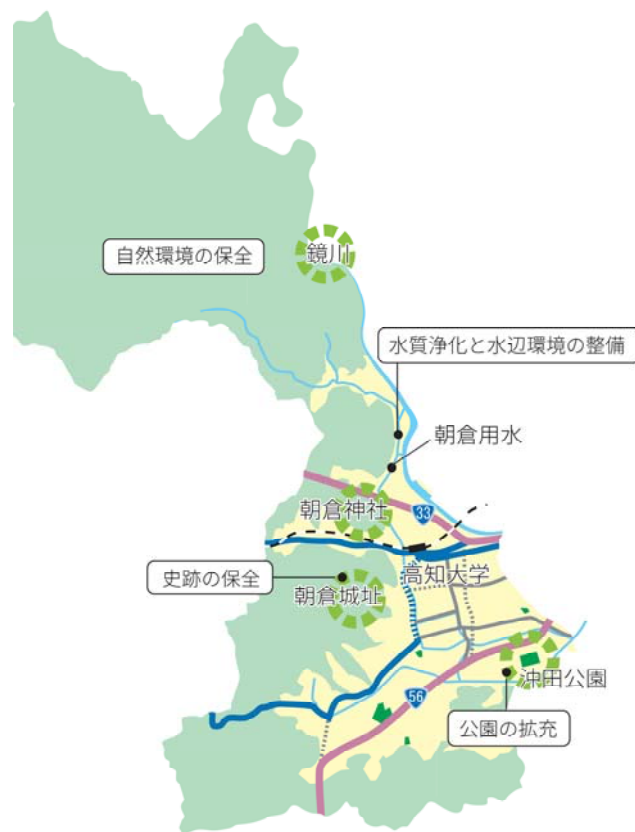 鏡川
自然環境の保全
水質浄化と水辺環境の整備
朝倉用水
朝倉神社
33
高知大学
史跡の保全
朝倉城址
沖田公園
56
公園の拡充